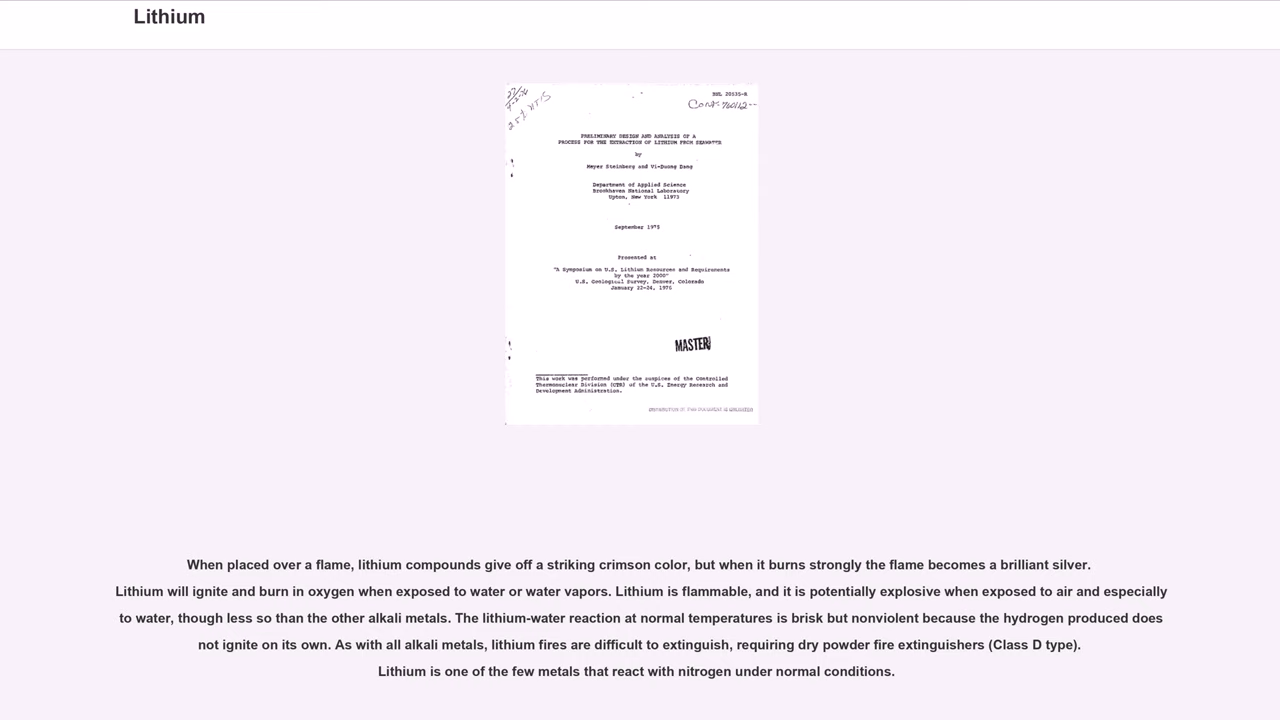 Lithium
BNL 20535-R
PRELIMINARY DESIGN AND ANALYSIS OF A
PROCESS FOR THE EXTRACTION OF LITHIUM FROM SEAWATER
by
Meyer Steinberg and Vi-Duong Dang
Department of Applied Science
Brookhaven National Laboratory
Upton, New York 11973
September 1975
Presented at
"A Symposium on U.S. Lithium Resources and Requirements
by the year 2000"
U.S. Geological Survey, Denver, Colorado
January 22-24, 1976
MASTER
This work was performed under the auspices of the Controlled
Thermonuclear Division (CTR) of the U.S. Energy Research and
Development Administration.
DISTRIBUTION OF THIS DOCUMENT IS UNLIMITED
When placed over a flame, lithium compounds give off a striking crimson color, but when it burns strongly the flame becomes a brilliant silver.
Lithium will ignite and burn in oxygen when exposed to water or water vapors. Lithium is flammable, and it is potentially explosive when exposed to air and especially
to water, though less so than the other alkali metals. The lithium-water reaction at normal temperatures is brisk but nonviolent because the hydrogen produced does
not ignite on its own. As with all alkali metals, lithium fires are difficult to extinguish, requiring dry powder fire extinguishers (Class D type).
Lithium is one of the few metals that react with nitrogen under normal conditions.